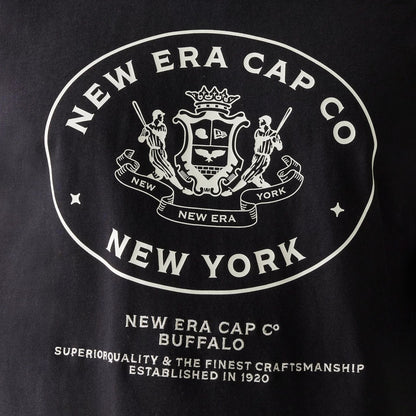 NEW ERA CAP CO
NEW YORK
NEW ERA
NEW YORK
NEW ERA CAP Cº
BUFFALO
SUPERIORQUALITY & THE FINEST CRAFTSMANSHIP
ESTABLISHED IN 1920